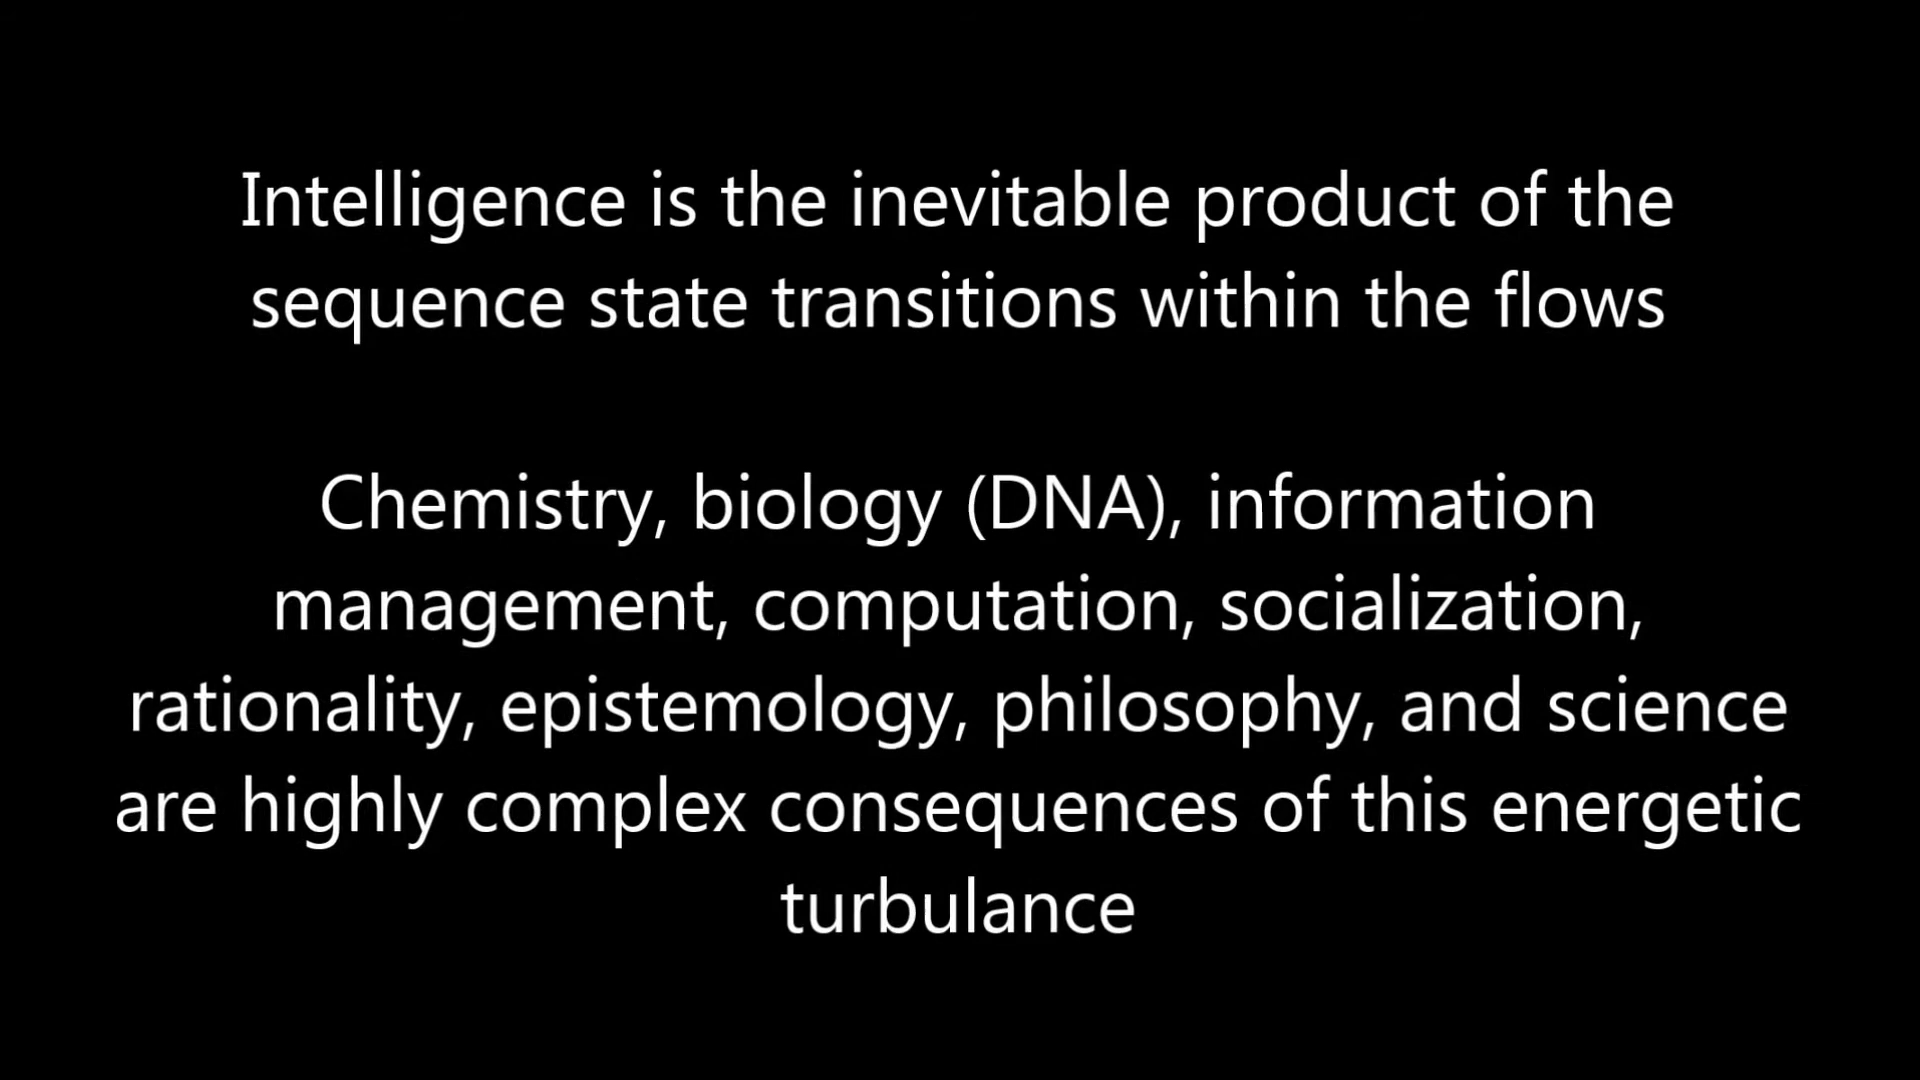 Intelligence is the inevitable product of the
sequence state transitions within the flows
Chemistry, biology (DNA), information
management, computation, socialization,
rationality, epistemology, philosophy, and science
are highly complex consequences of this energetic
turbulance